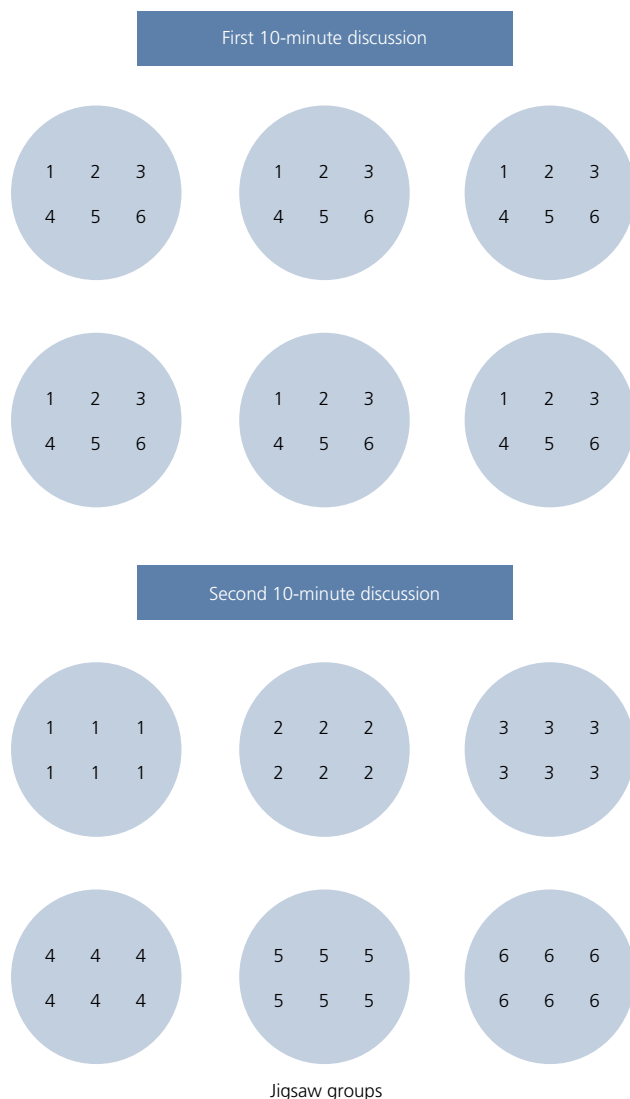 First 10-minute discussion
1 2 3 1 2 3 1 2 3
4 5 6 4 5 6 4 5 6
1 2 3 1 2 3 1 2 3
4 5 6 4 5 6 4 5 6
Second 10-minute discussion
1 1 1 2 2 2 3 3 3
1 1 1 2 2 2 3 3 3
4 4 4 5 5 5 6 6 6
4 4 4 5 5 5 6 6 6
Jigsaw groups